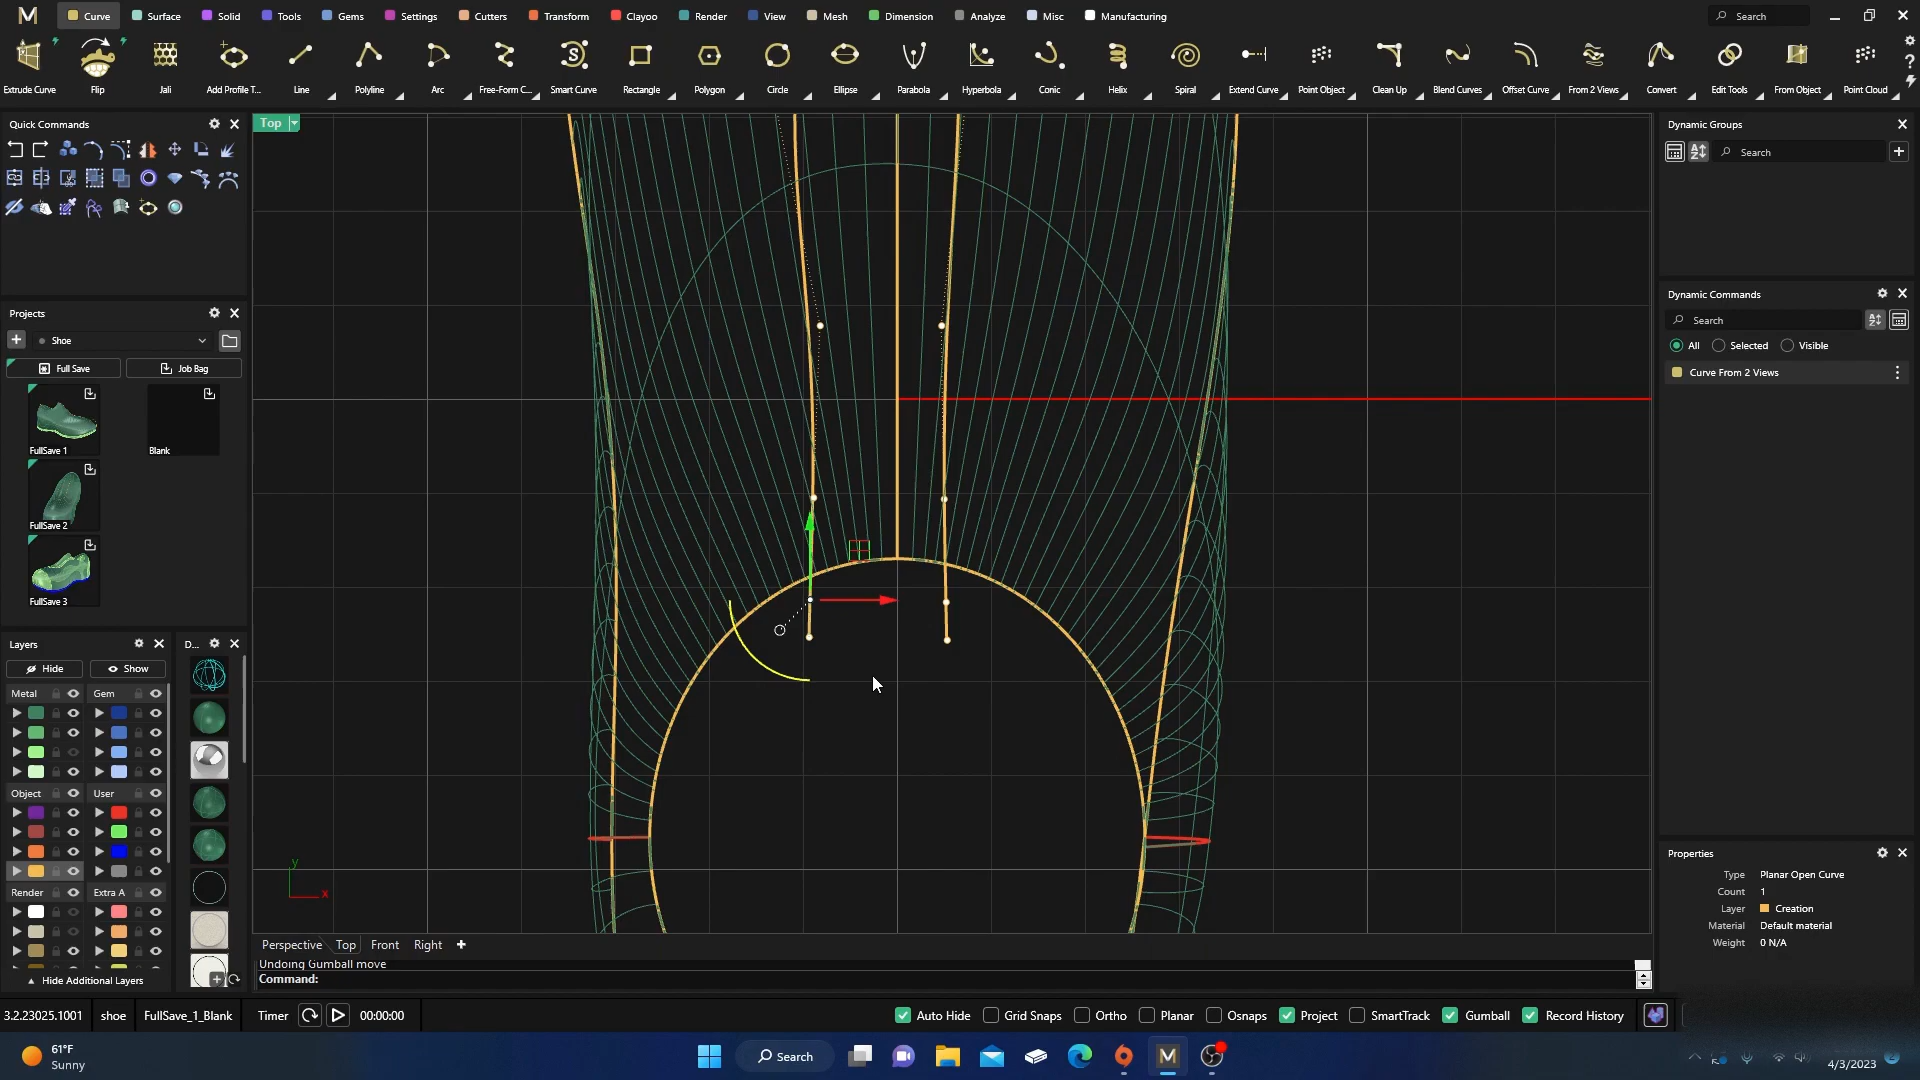 M
Curve
Surface
Solid
Tools
Gems
Settings
Cutters
Transform
Clayoo
Render
View
Mesh
Dimension
Analyze
Misc
Manufacturing
Search
Extrude Curve
Flip
Jali
Add Profile T...
Line
Polyline
Arc
Free-Form C...
Smart Curve
Rectangle
Polygon
Circle
Ellipse
Parabola
Hyperbola
Conic
Helix
Spiral
Extend Curve
Point Object
Clean Up
Blend Curves
Offset Curve
From 2 Views
Convert
Edit Tools
From Object
Point Cloud
Quick Commands
Top
Dynamic Groups
Search
Projects
Shoe
Full Save
Job Bag
FullSave 1
Blank
FullSave 2
FullSave 3
Dynamic Commands
Search
All
Selected
Visible
Curve From 2 Views
Layers
D...
Hide
Show
Metal
Gem
Object
User
Render
Extra A
Hide Additional Layers
y
x
Properties
Type Planar Open Curve
Count 1
Layer Creation
Material Default material
Weight 0 N/A
Perspective
Top
Front
Right
Undoing Gumball move
Command:
3.2.23025.1001
shoe
FullSave_1_Blank
Timer
00:00:00
Auto Hide
Grid Snaps
Ortho
Planar
Osnaps
Project
SmartTrack
Gumball
Record History
61°F
Sunny
Search
M
4/3/2023